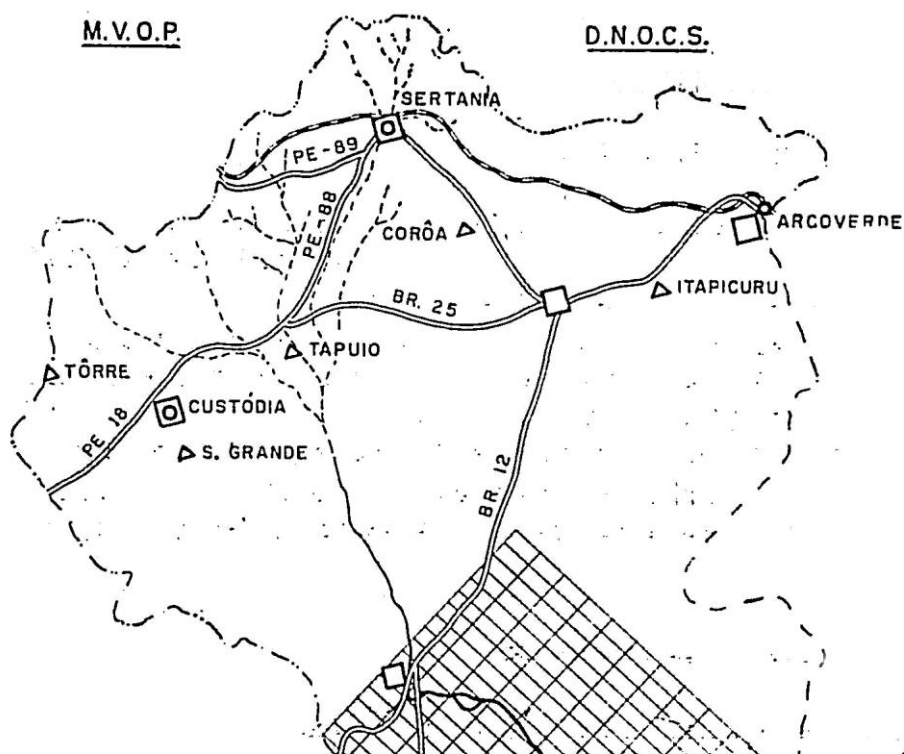 M.V.O.P.
D.N.O.C.S.
SERTANIA
PE-89
PE-88
CORÔA
ARCOVERDE
ITAPICURU
BR. 25
TAPUIO
TÔRRE
CUSTÓDIA
PE 18
S. GRANDE
BR. 12